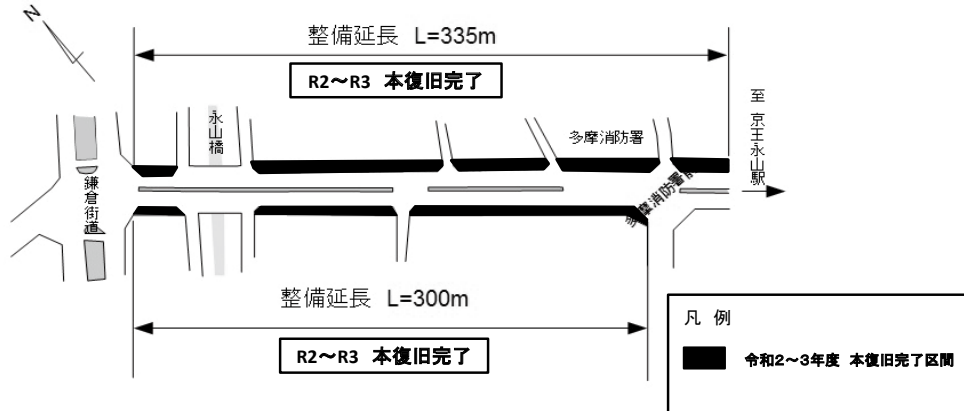 N
整備延長 L=335m
R2～R3 本復旧完了
至 京王永山駅
永山橋
多摩消防署
鎌倉街道
多摩消防署前
整備延長 L=300m
R2～R3 本復旧完了
凡 例
令和2～3年度 本復旧完了区間